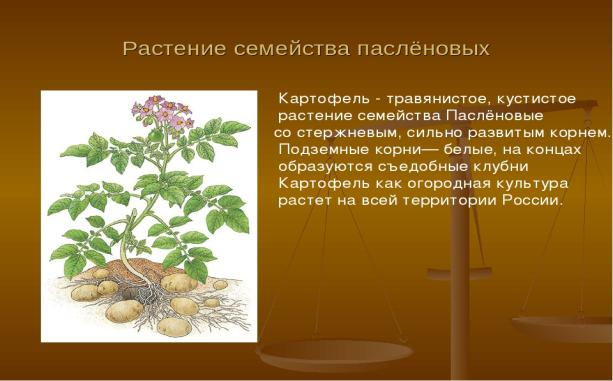 Растение семейства паслёновых
Картофель - травянистое, кустистое
растение семейства Паслёновые
со стержневым, сильно развитым корнем.
Подземные корни— белые, на концах
образуются съедобные клубни
Картофель как огородная культура
растет на всей территории России.